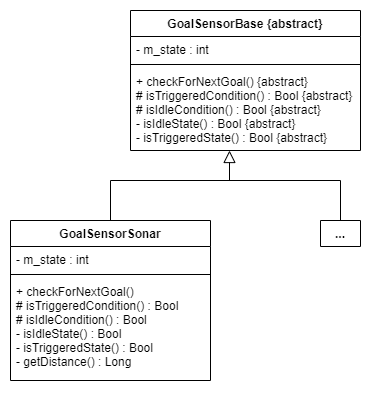 GoalSensorBase {abstract}
- m_state : int
+ checkForNextGoal() {abstract}
# isTriggeredCondition() : Bool {abstract}
# isIdleCondition() : Bool {abstract}
- isIdleState() : Bool {abstract}
- isTriggeredState() : Bool {abstract}
GoalSensorSonar
- m_state : int
+ checkForNextGoal()
# isTriggeredCondition() : Bool
# isIdleCondition() : Bool
- isIdleState() : Bool
- isTriggeredState() : Bool
- getDistance() : Long
...